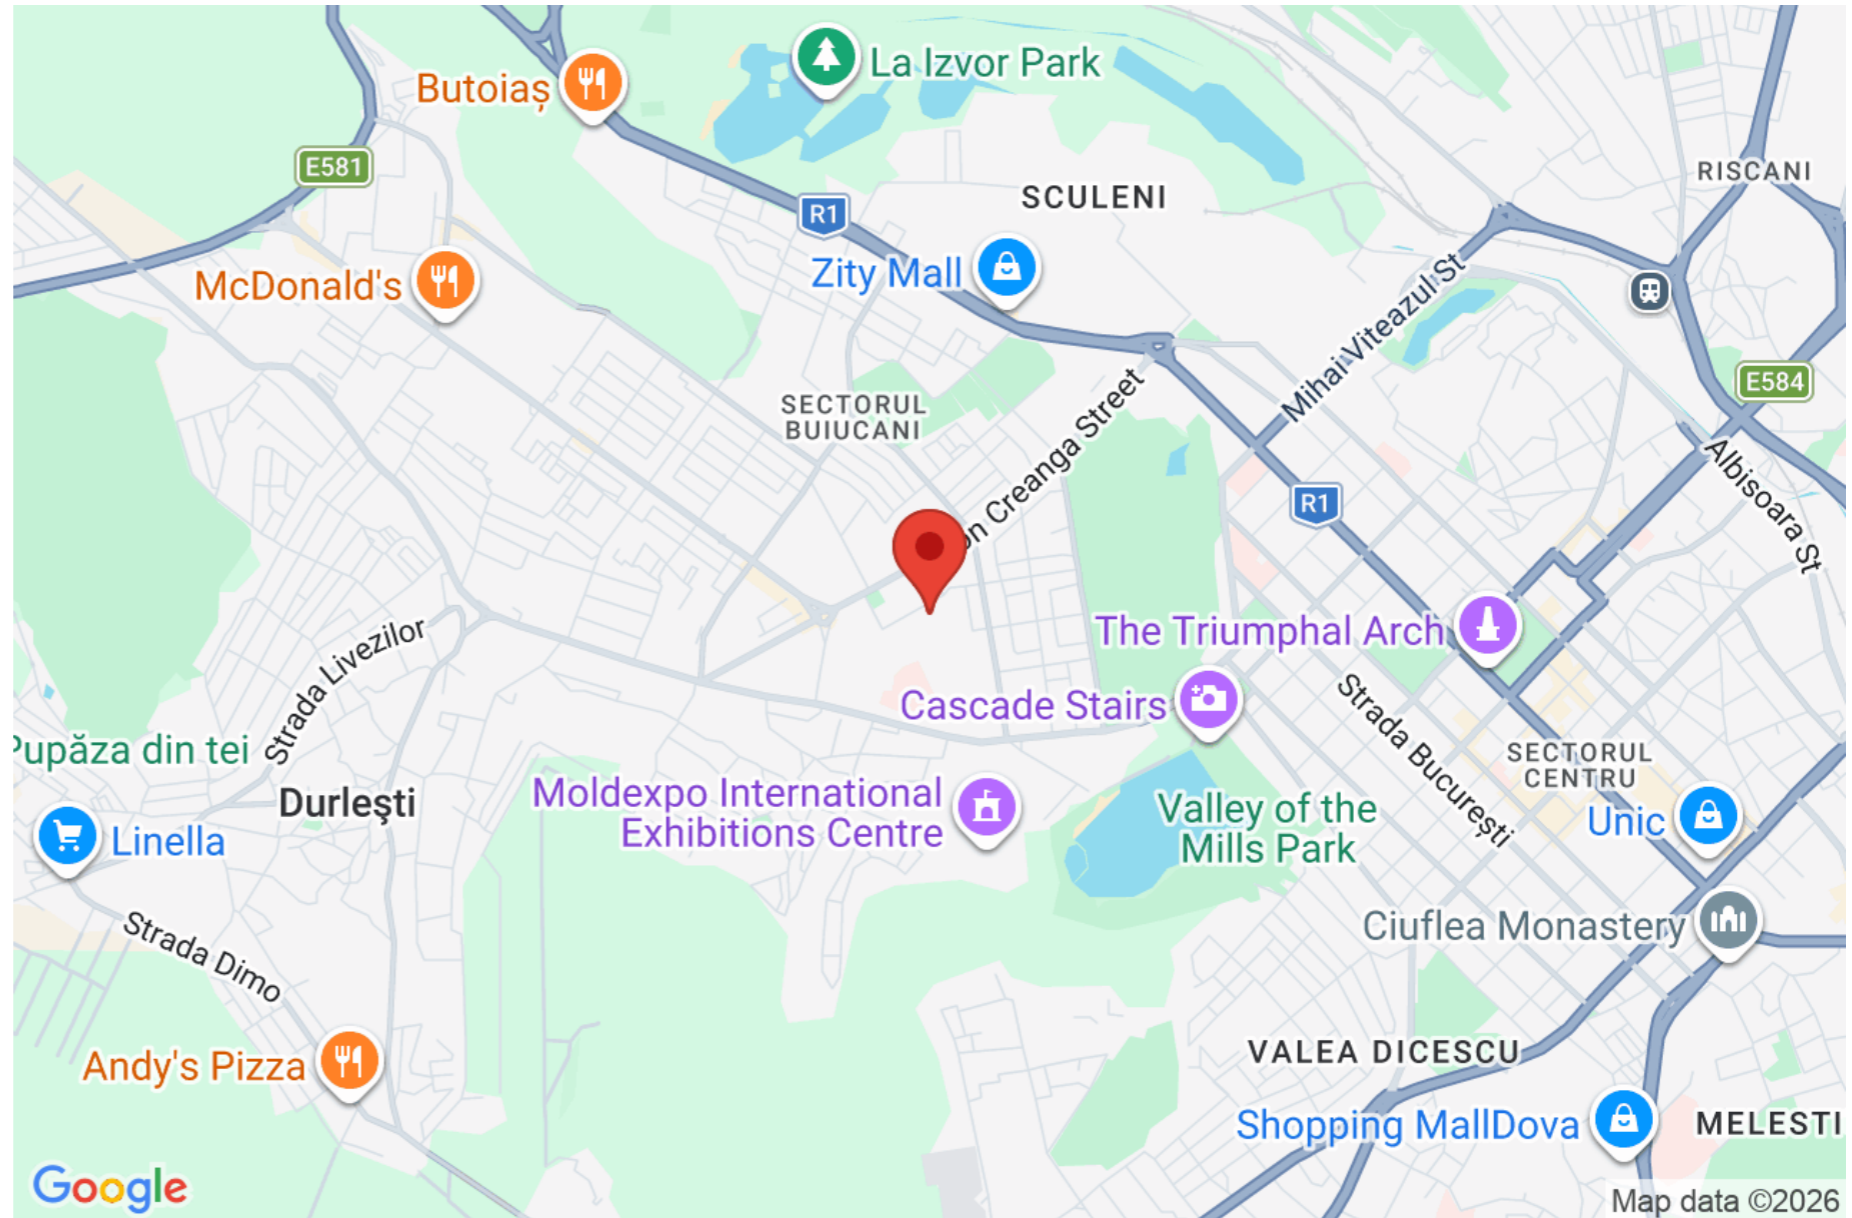 La Izvor Park
Butoiaș
E581
RISCANI
SCULENI
R1
McDonald's
Zity Mall
Mihai Viteazul St
E584
SECTORUL
BUIUCANI
on Creanga Street
Albisoara St
R1
The Triumphal Arch
Strada Livezilor
Cascade Stairs
Strada București
Pupăza din tei
SECTORUL
CENTRU
Durleşti
Moldexpo International
Exhibitions Centre
Valley of the
Mills Park
Unic
Linella
Ciuflea Monastery
Strada Dimo
VALEA DICESCU
Andy's Pizza
Shopping MallDova
MELESTI
Google
Map data ©2026